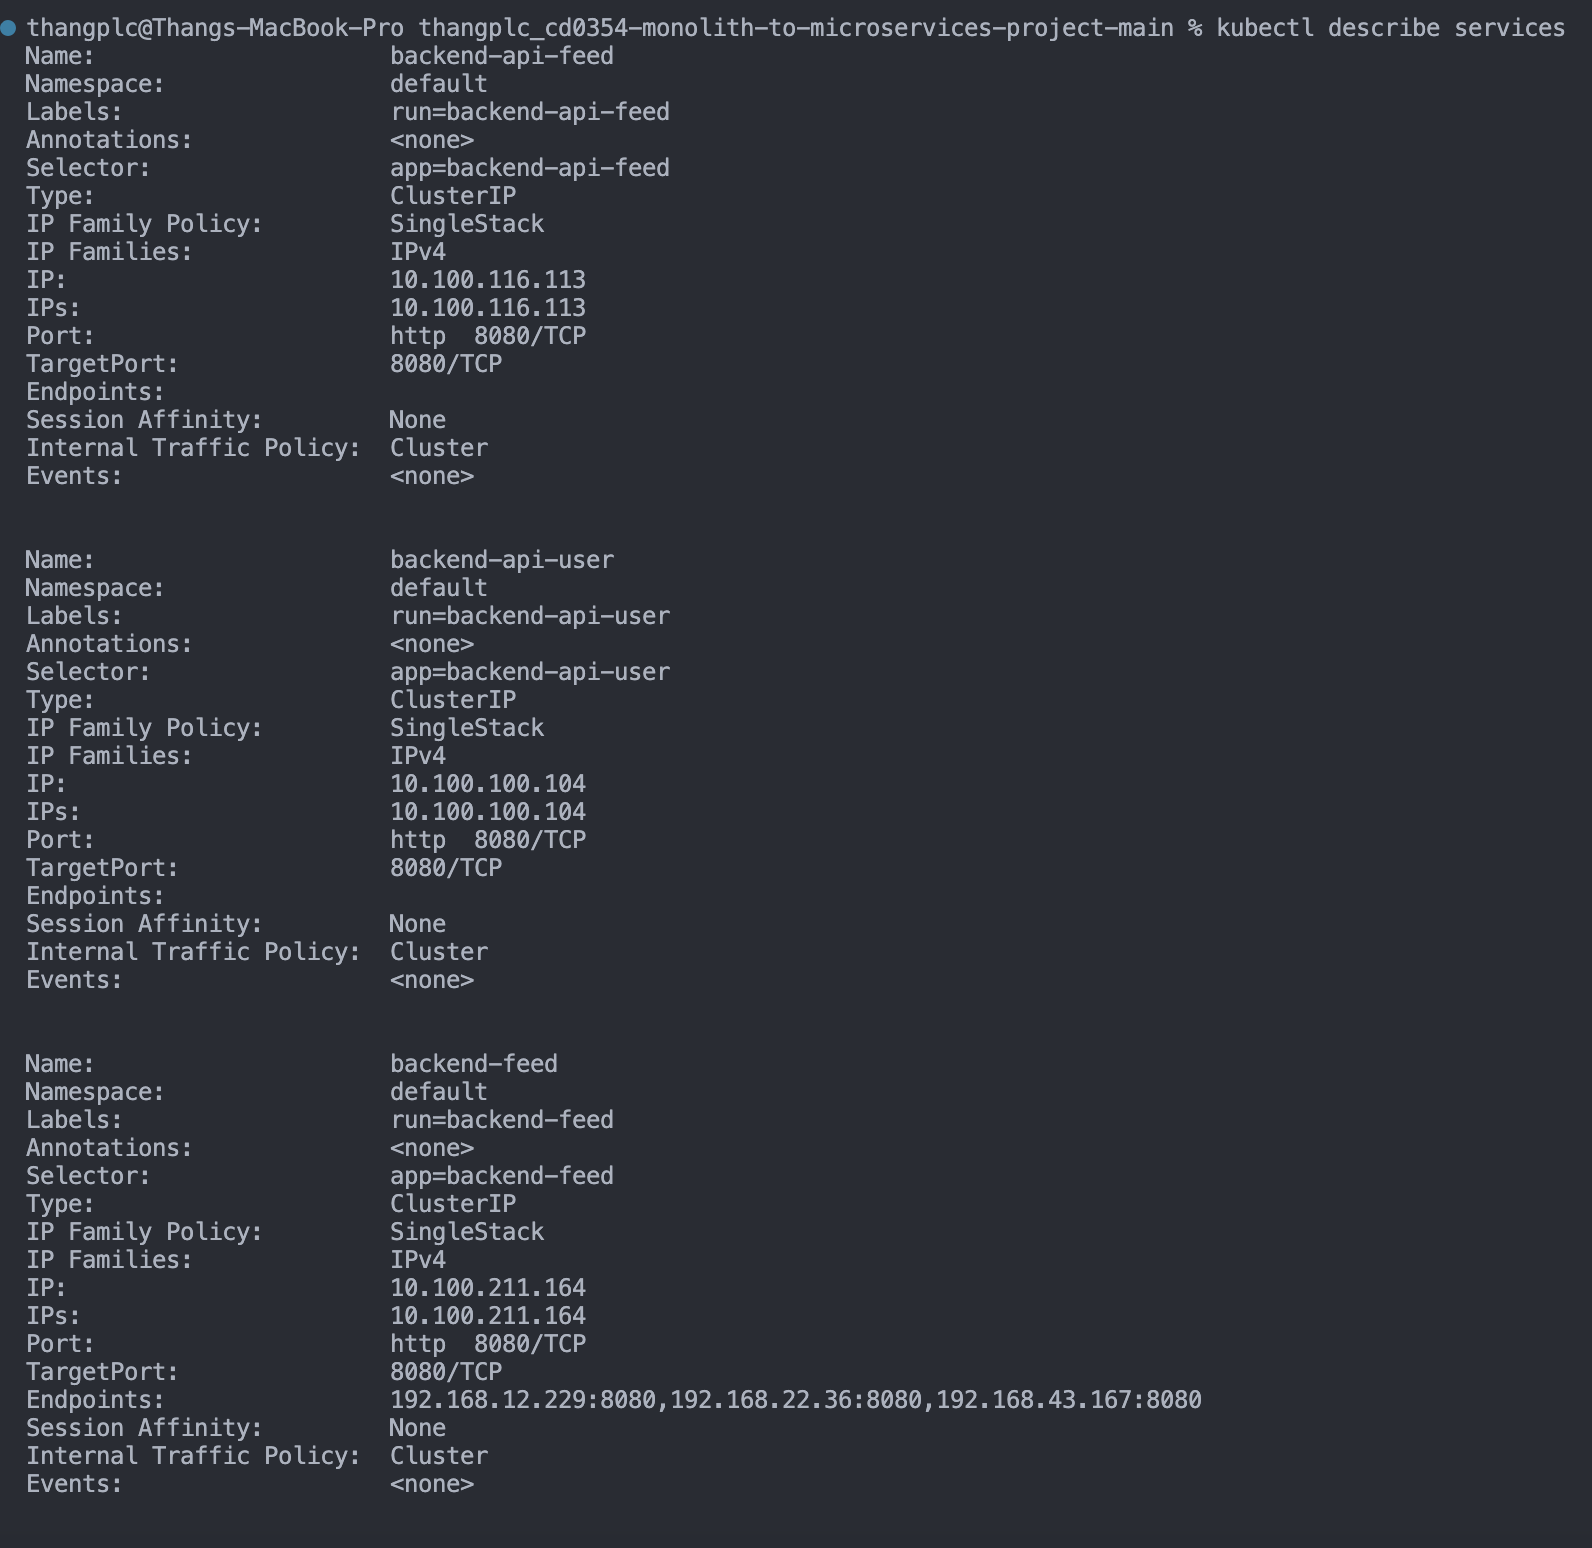 thangplc@Thangs-MacBook-Pro thangplc_cd0354-monolith-to-microservices-project-main % kubectl describe services
Name:                     backend-api-feed
Namespace:                default
Labels:                   run=backend-api-feed
Annotations:              <none>
Selector:                 app=backend-api-feed
Type:                     ClusterIP
IP Family Policy:         SingleStack
IP Families:              IPv4
IP:                       10.100.116.113
IPs:                      10.100.116.113
Port:                     http  8080/TCP
TargetPort:               8080/TCP
Endpoints:
Session Affinity:         None
Internal Traffic Policy:  Cluster
Events:                   <none>
Name:                     backend-api-user
Namespace:                default
Labels:                   run=backend-api-user
Annotations:              <none>
Selector:                 app=backend-api-user
Type:                     ClusterIP
IP Family Policy:         SingleStack
IP Families:              IPv4
IP:                       10.100.100.104
IPs:                      10.100.100.104
Port:                     http  8080/TCP
TargetPort:               8080/TCP
Endpoints:
Session Affinity:         None
Internal Traffic Policy:  Cluster
Events:                   <none>
Name:                     backend-feed
Namespace:                default
Labels:                   run=backend-feed
Annotations:              <none>
Selector:                 app=backend-feed
Type:                     ClusterIP
IP Family Policy:         SingleStack
IP Families:              IPv4
IP:                       10.100.211.164
IPs:                      10.100.211.164
Port:                     http  8080/TCP
TargetPort:               8080/TCP
Endpoints:                192.168.12.229:8080,192.168.22.36:8080,192.168.43.167:8080
Session Affinity:         None
Internal Traffic Policy:  Cluster
Events:                   <none>